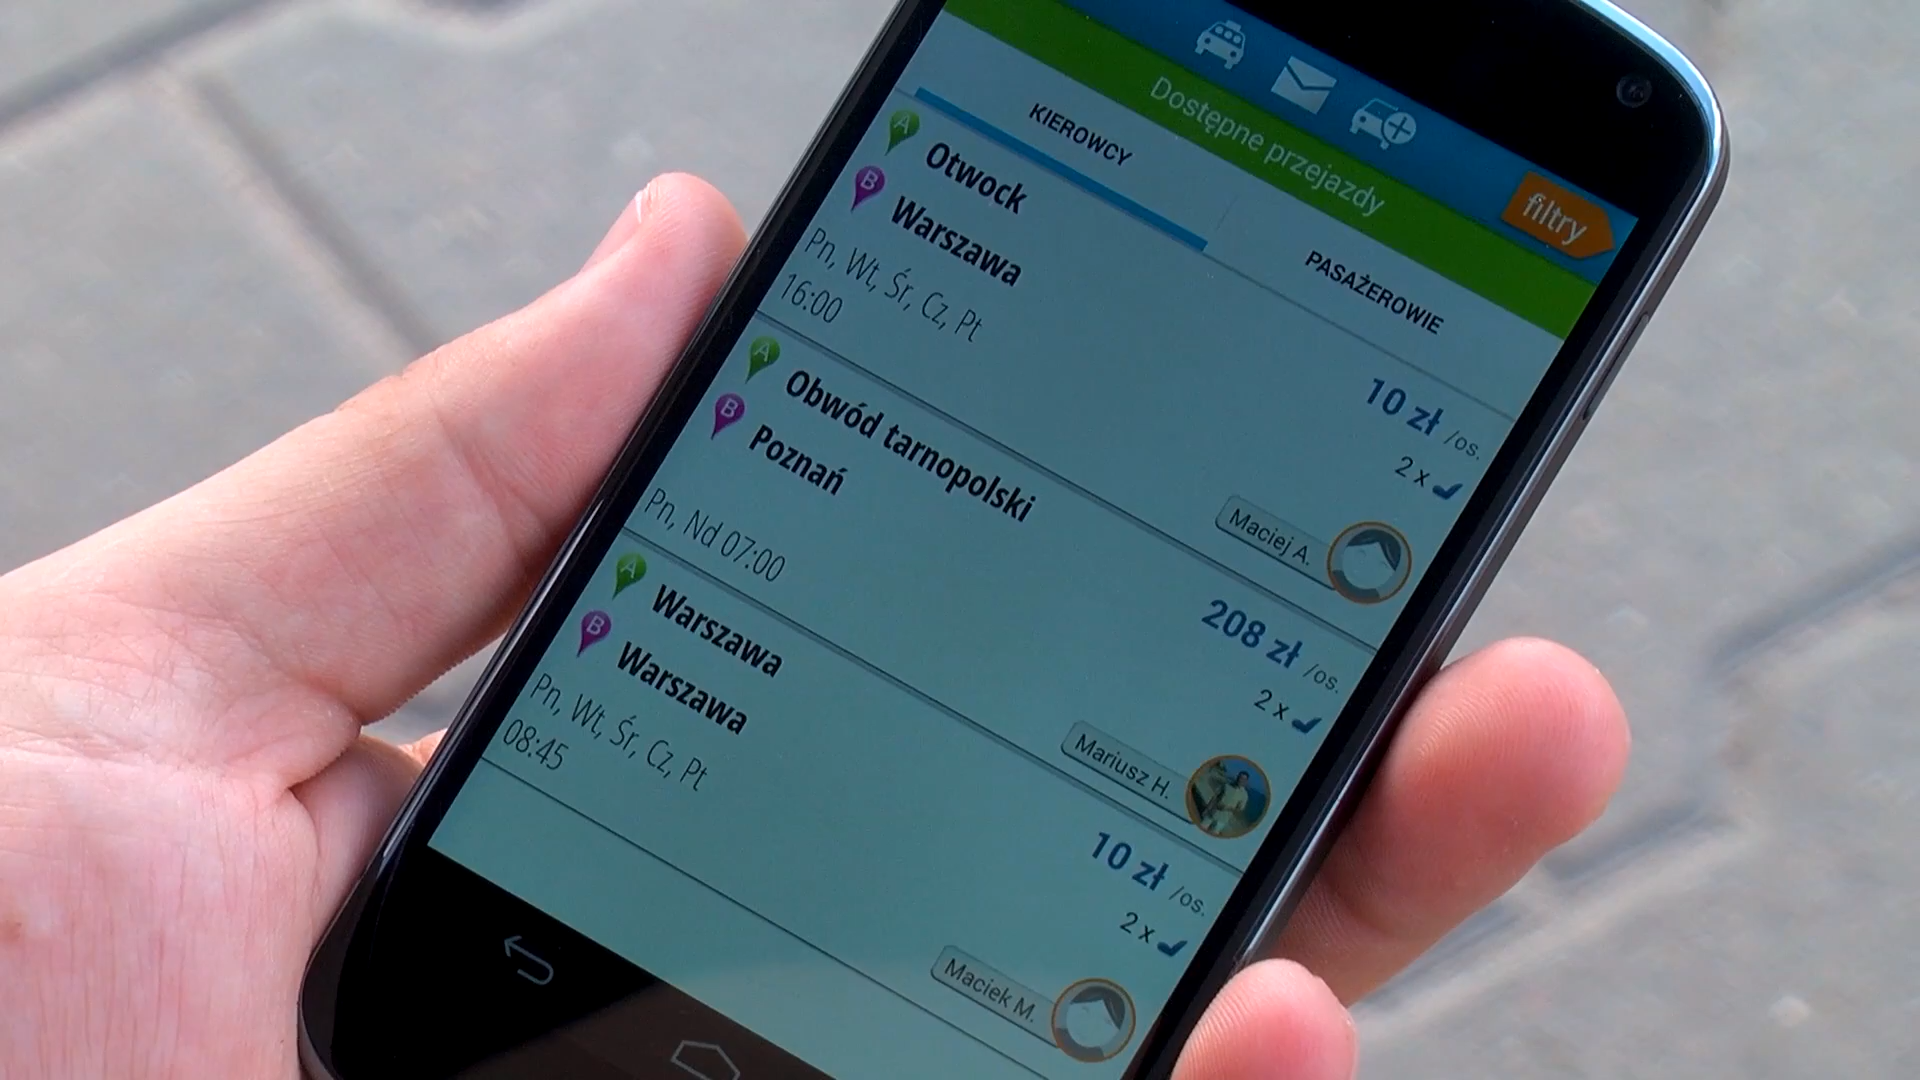 Dostępne przejazdy
filtry
KIEROWCY
PASAŻEROWIE
A Otwock
B Warszawa
Pn, Wt, Śr, Cz, Pt
16:00
10 zł /os.
2 x
Maciej A.
A Obwód tarnopolski
B Poznań
Pn, Nd 07:00
208 zł /os.
2 x
Mariusz H.
A Warszawa
B Warszawa
Pn, Wt, Śr, Cz, Pt
08:45
10 zł /os.
2 x
Maciek M.